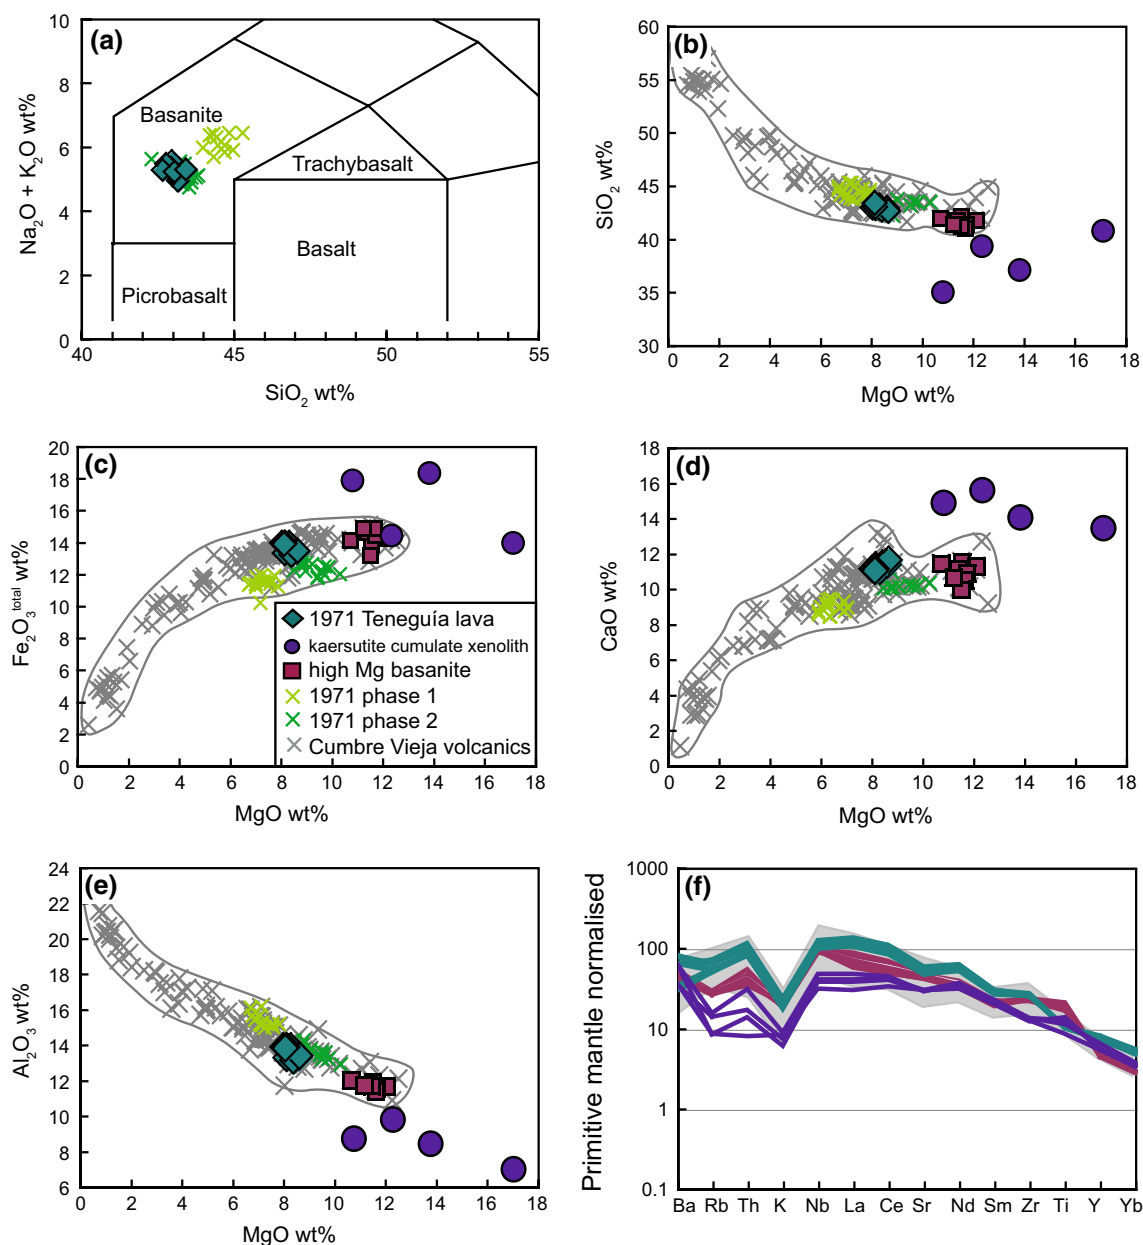 (a)
Na2O + K2O wt%
10
8
6
4
2
0
Basanite
Trachybasalt
Basalt
Picrobasalt
40 45 50 55
SiO2 wt%
(b)
SiO2 wt%
60
55
50
45
40
35
30
0 2 4 6 8 10 12 14 16 18
MgO wt%
(c)
Fe2O3 total wt%
20
18
16
14
12
10
8
6
4
2
0
1971 Teneguía lava
kaersutite cumulate xenolith
high Mg basanite
1971 phase 1
1971 phase 2
Cumbre Vieja volcanics
0 2 4 6 8 10 12 14 16 18
MgO wt%
(d)
CaO wt%
18
16
14
12
10
8
6
4
2
0
0 2 4 6 8 10 12 14 16 18
MgO wt%
(e)
Al2O3 wt%
24
22
20
18
16
14
12
10
8
6
0 2 4 6 8 10 12 14 16 18
MgO wt%
(f)
Primitive mantle normalised
1000
100
10
1
0.1
Ba Rb Th K Nb La Ce Sr Nd Sm Zr Ti Y Yb